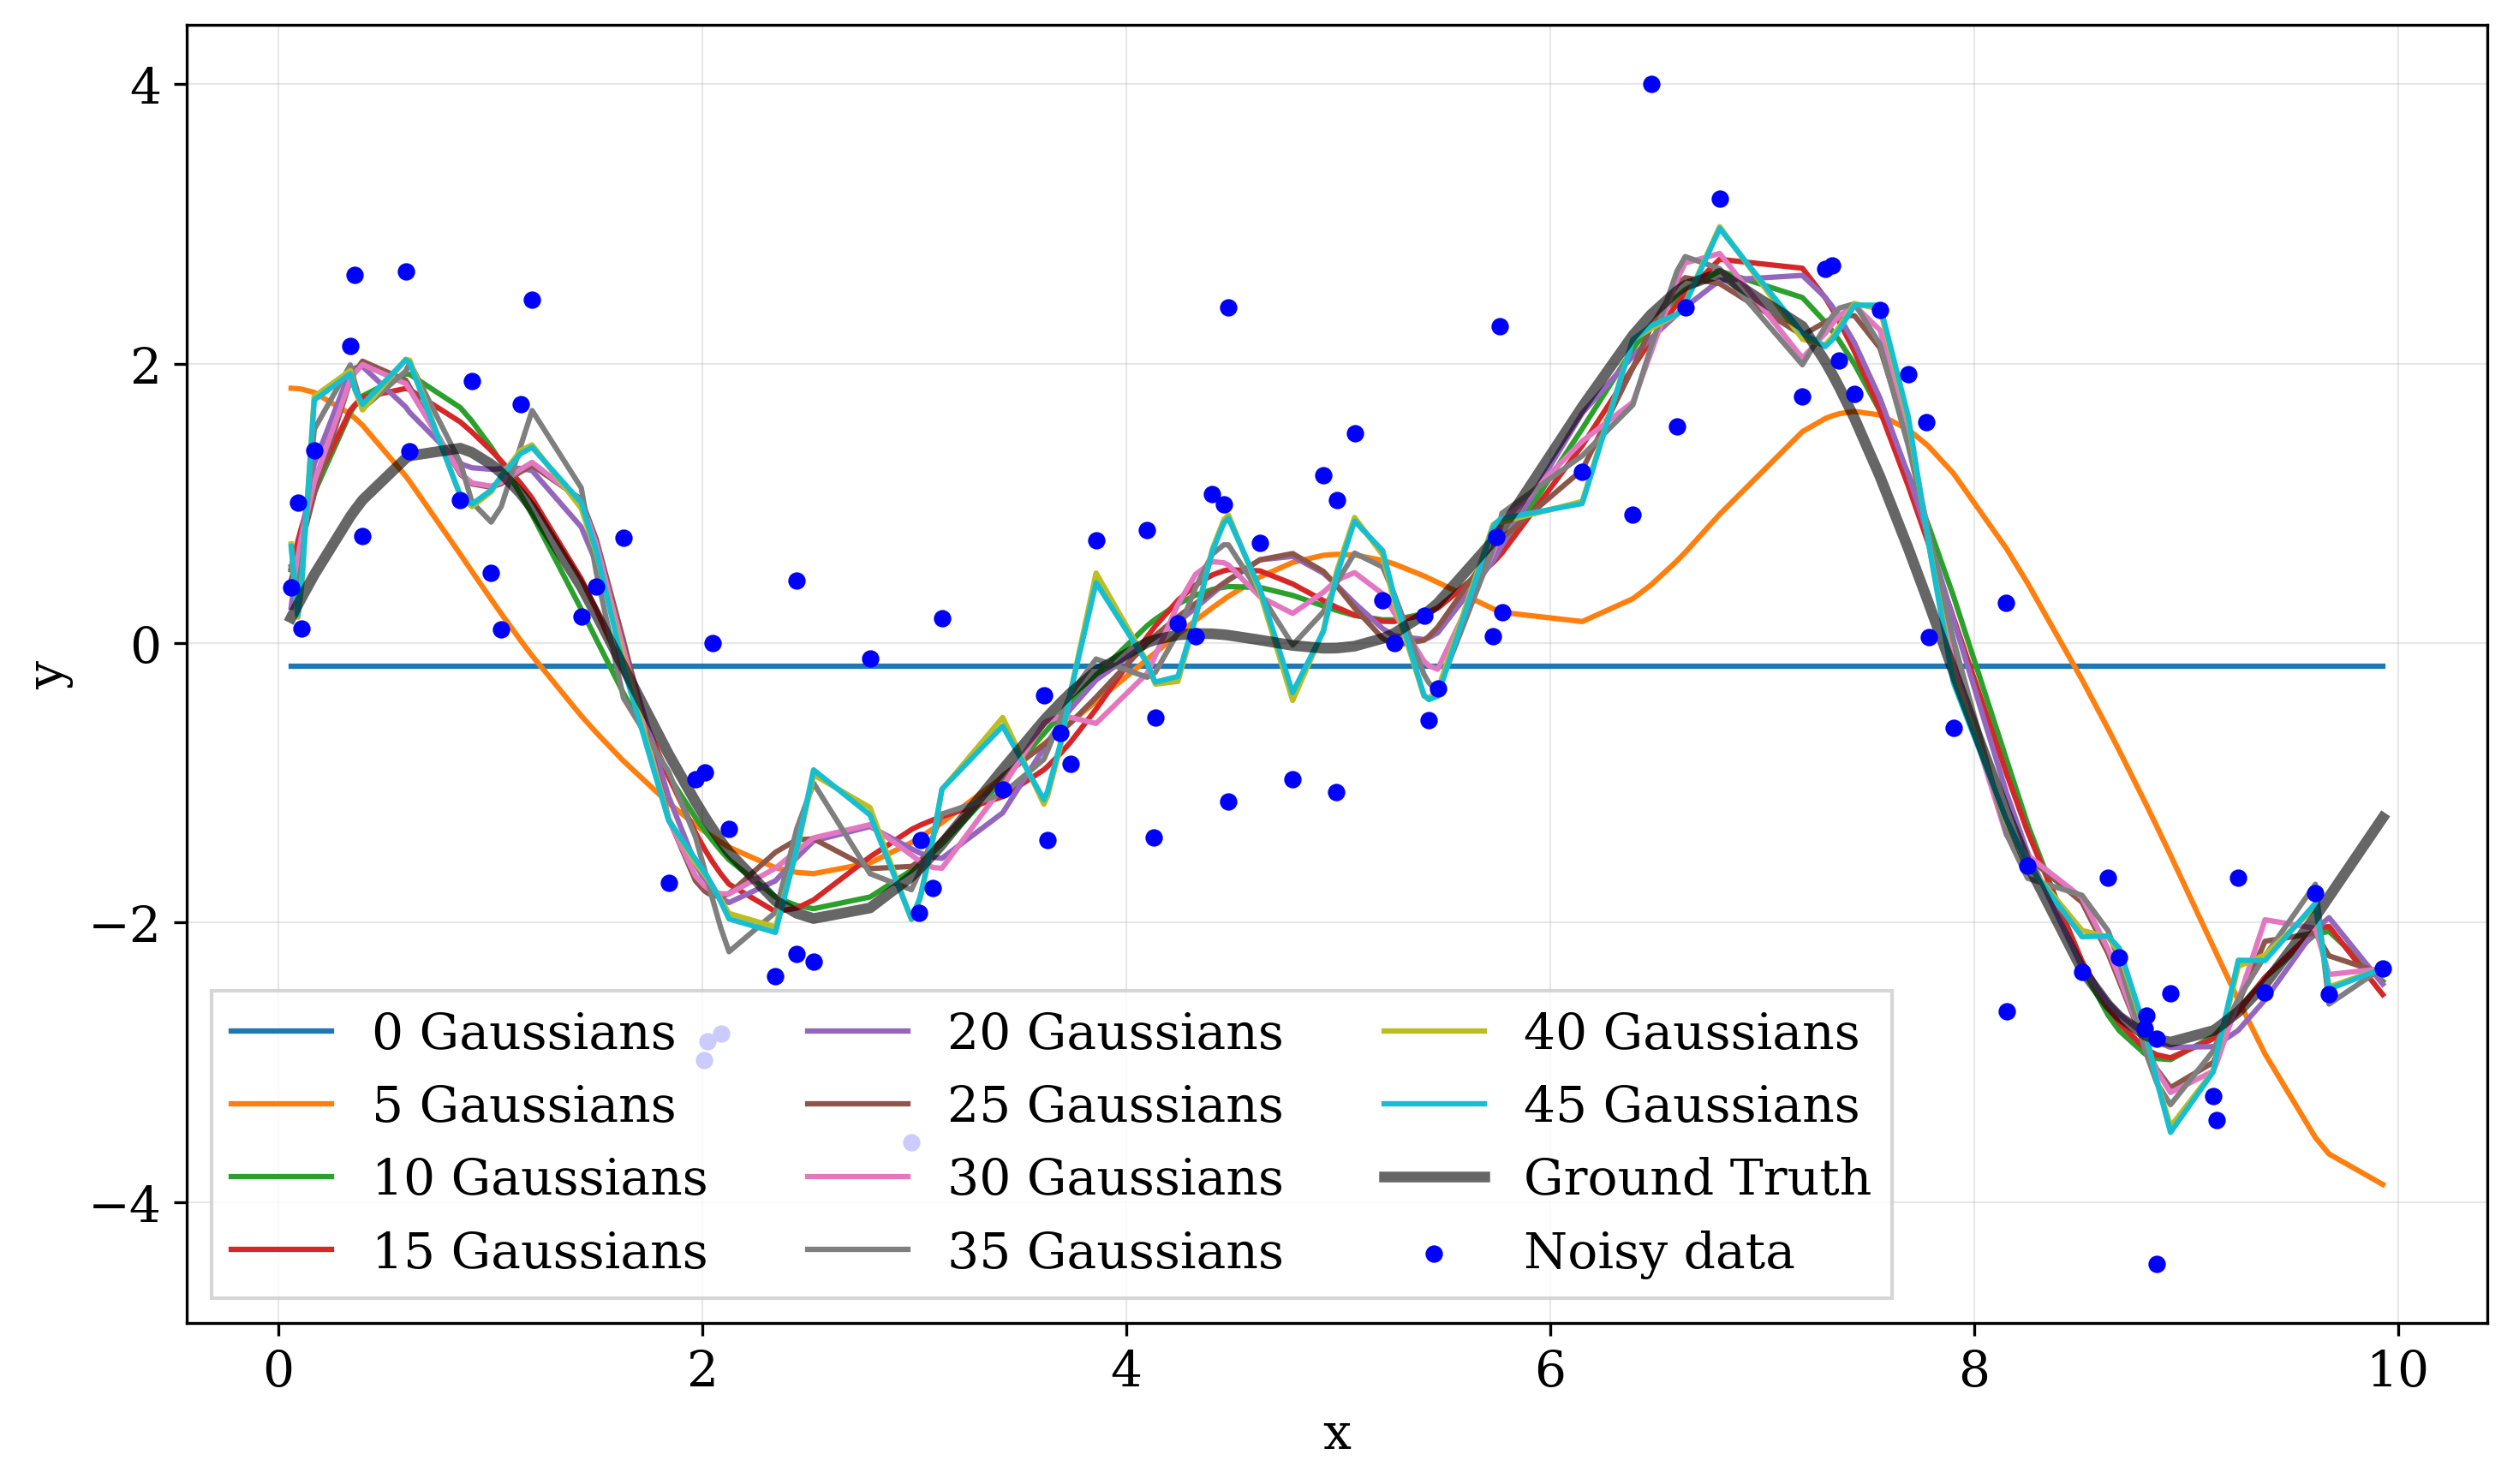 4
2
0
−2
−4
y
0 Gaussians
5 Gaussians
10 Gaussians
15 Gaussians
20 Gaussians
25 Gaussians
30 Gaussians
35 Gaussians
40 Gaussians
45 Gaussians
Ground Truth
Noisy data
0 2 4 6 8 10
x